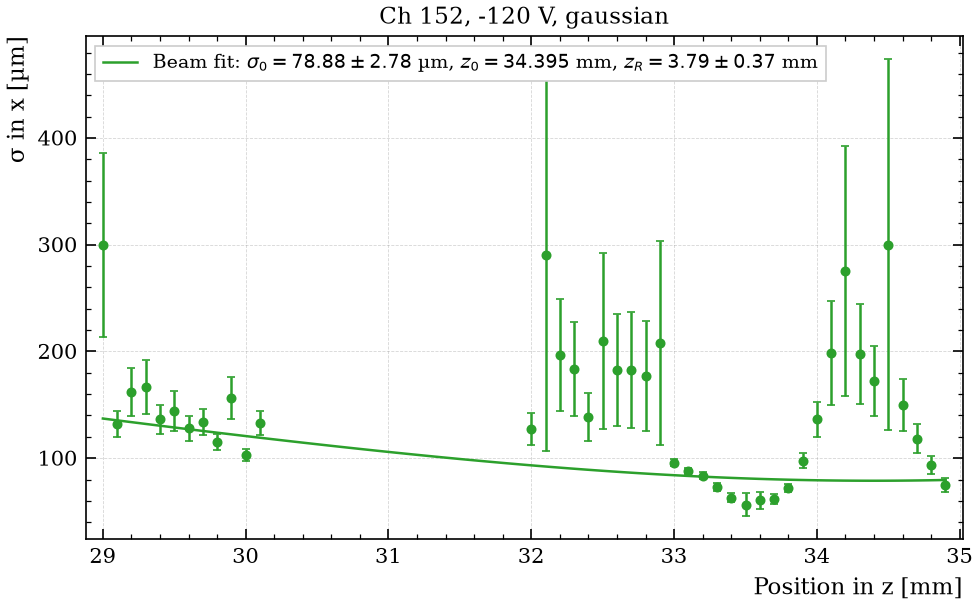 Ch 152, -120 V, gaussian
Beam fit: σ₀ = 78.88 ± 2.78 µm, z₀ = 34.395 mm, z_R = 3.79 ± 0.37 mm
σ in x [µm]
400
300
200
100
29 30 31 32 33 34 35
Position in z [mm]